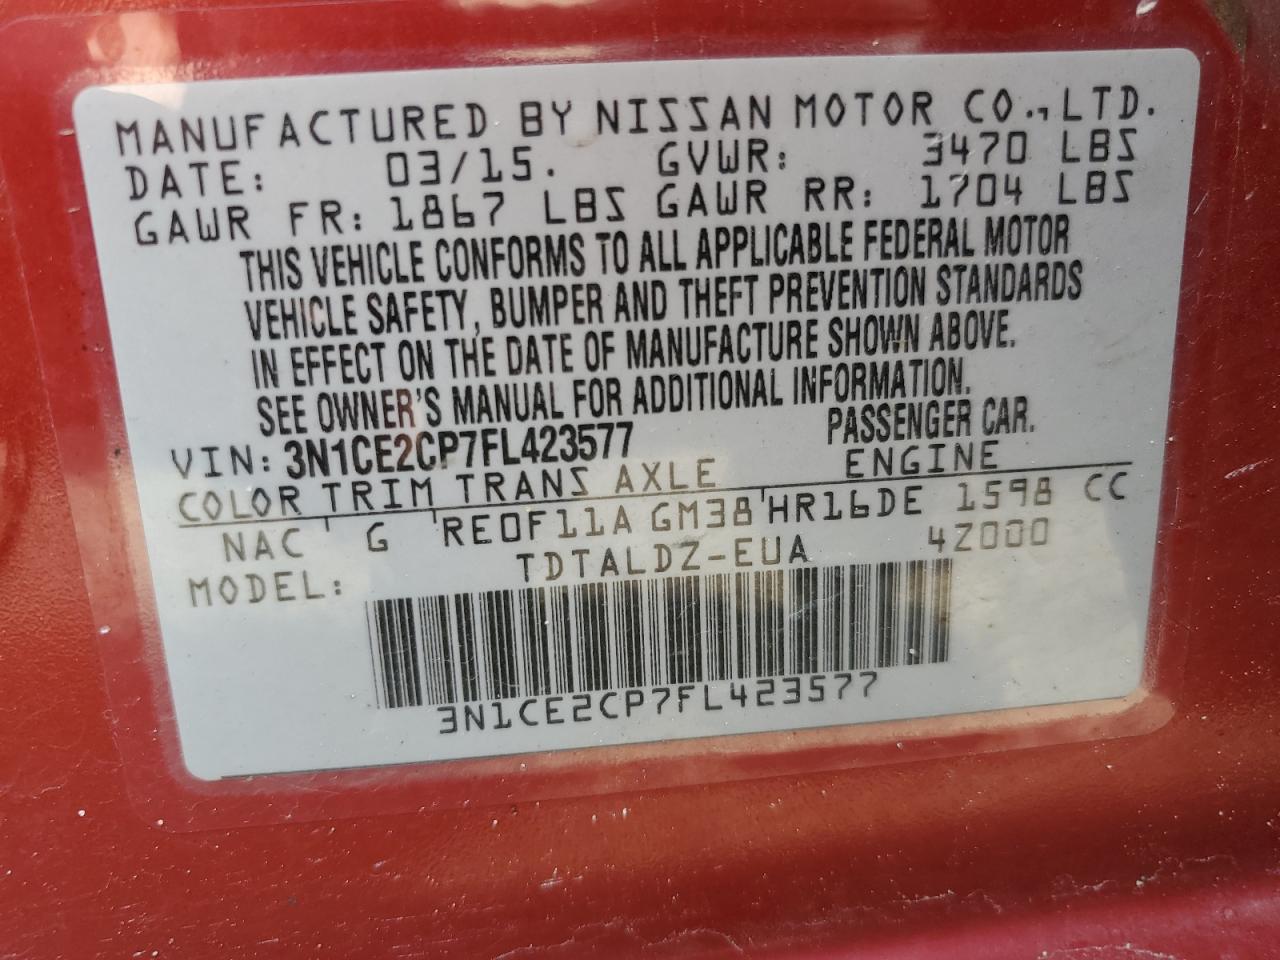 MANUFACTURED BY NISSAN MOTOR CO., LTD.
DATE: 03/15. GVWR: 3470 LBS
GAWR FR: 1867 LBS GAWR RR: 1704 LBS
THIS VEHICLE CONFORMS TO ALL APPLICABLE FEDERAL MOTOR
VEHICLE SAFETY, BUMPER AND THEFT PREVENTION STANDARDS
IN EFFECT ON THE DATE OF MANUFACTURE SHOWN ABOVE.
SEE OWNER'S MANUAL FOR ADDITIONAL INFORMATION.
VIN: 3N1CE2CP7FL423577 PASSENGER CAR.
COLOR TRIM TRANS AXLE ENGINE
NAC G RE0F11A GM38 HR16DE 1598 CC
MODEL: TDTALDZ-EUA 4Z000
3N1CE2CP7FL423577